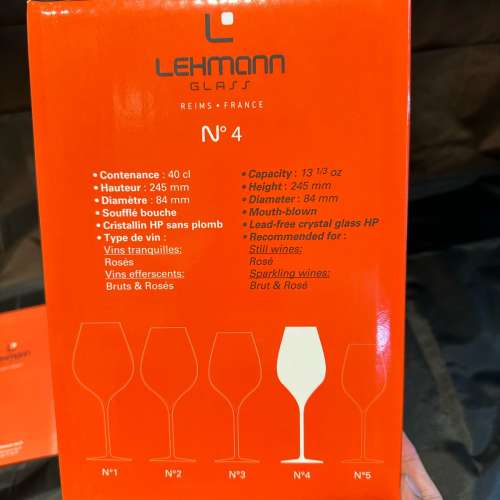 LEHMANN
GLASS
REIMS • FRANCE
N° 4
• Contenance : 40 cl
• Hauteur : 245 mm
• Diamètre : 84 mm
• Soufflé bouche
• Cristallin HP sans plomb
• Type de vin :
Vins tranquilles:
Rosés
Vins effervescents:
Bruts & Rosés
• Capacity : 13 1/3 oz
• Height : 245 mm
• Diameter : 84 mm
• Mouth-blown
• Lead-free crystal glass HP
• Recommended for :
Still wines:
Rosé
Sparkling wines:
Brut & Rosé
N°1 N°2 N°3 N°4 N°5
Lehmann